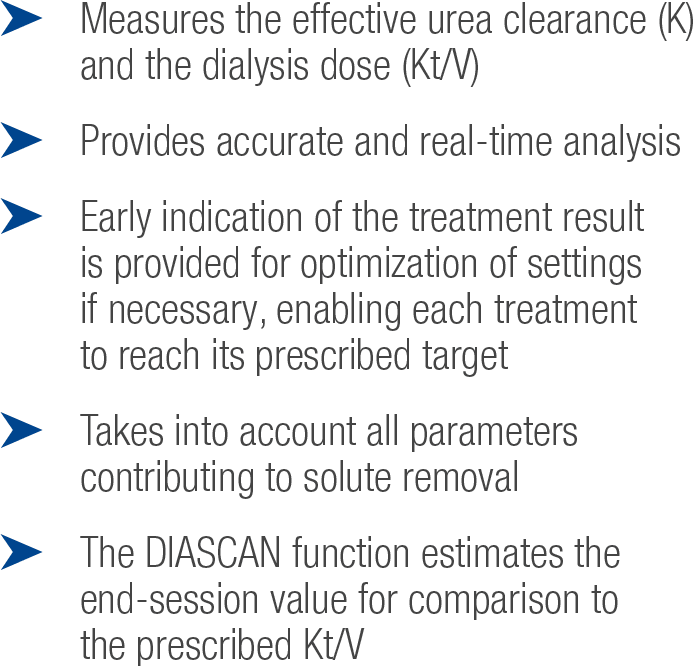 Measures the effective urea clearance (K)
and the dialysis dose (Kt/V)
Provides accurate and real-time analysis
Early indication of the treatment result
is provided for optimization of settings
if necessary, enabling each treatment
to reach its prescribed target
Takes into account all parameters
contributing to solute removal
The DIASCAN function estimates the
end-session value for comparison to
the prescribed Kt/V